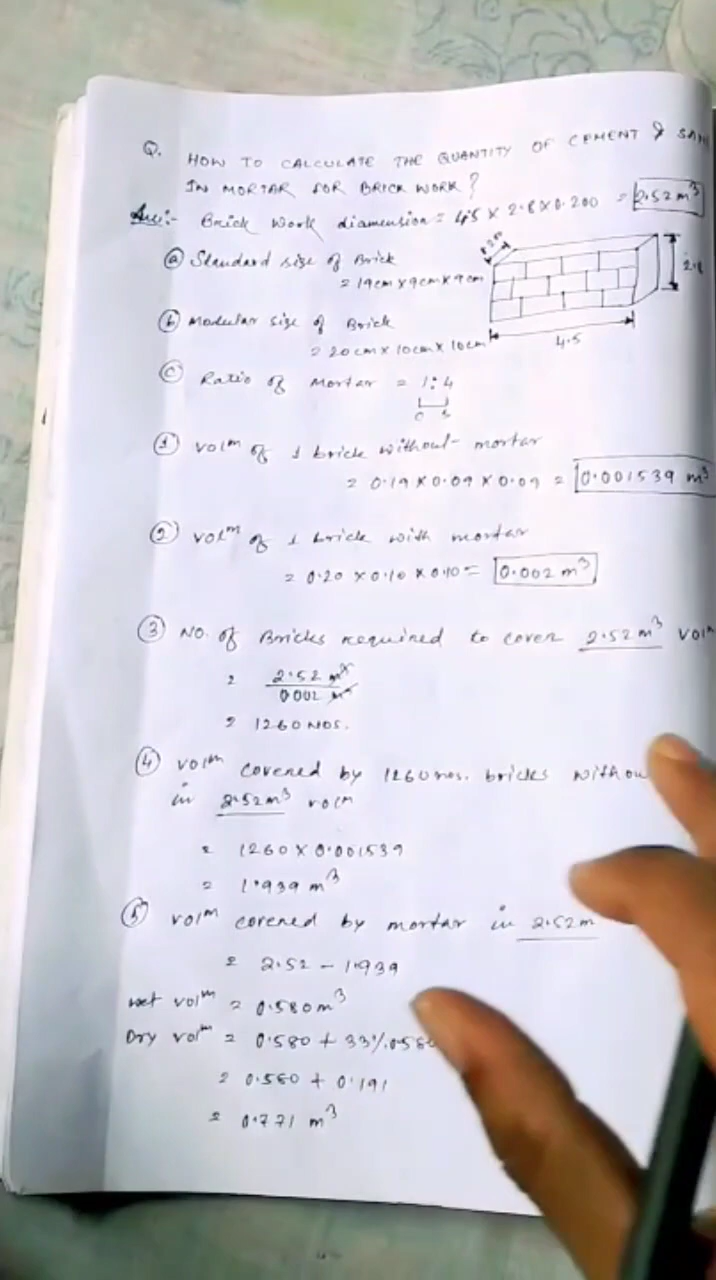 Q. HOW TO CALCULATE THE QUANTITY OF CEMENT & SAN
IN MORTAR FOR BRICK WORK?
Ans:- Brick Work diamension = 4.5 × 2.8 × 0.200 = 2.52 m³
(a) Standard size of Brick
= 19cm × 9cm × 9cm
(b) Modular size of Brick
= 20cm × 10cm × 10cm
4.5
(c) Ratio of Mortar = 1:4
(1) Volm of 1 brick without mortar
= 0.19 × 0.09 × 0.09 = 0.001539 m³
(2) Volm of 1 brick with mortar
= 0.20 × 0.10 × 0.10 = 0.002 m³
(3) NO. of Bricks required to cover 2.52 m³ Volm
= 2.52 m³
0.002 m³
= 1260 NOS.
(4) Volm covered by 1260 nos. bricks withou
in 2.52m³ volm
= 1260 × 0.001539
= 1.939 m³
(5) Volm covered by mortar in 2.52m
= 2.52 - 1.939
Wet volm = 0.580 m³
Dry volm = 0.580 + 33%.0.58
= 0.580 + 0.191
= 0.771 m³